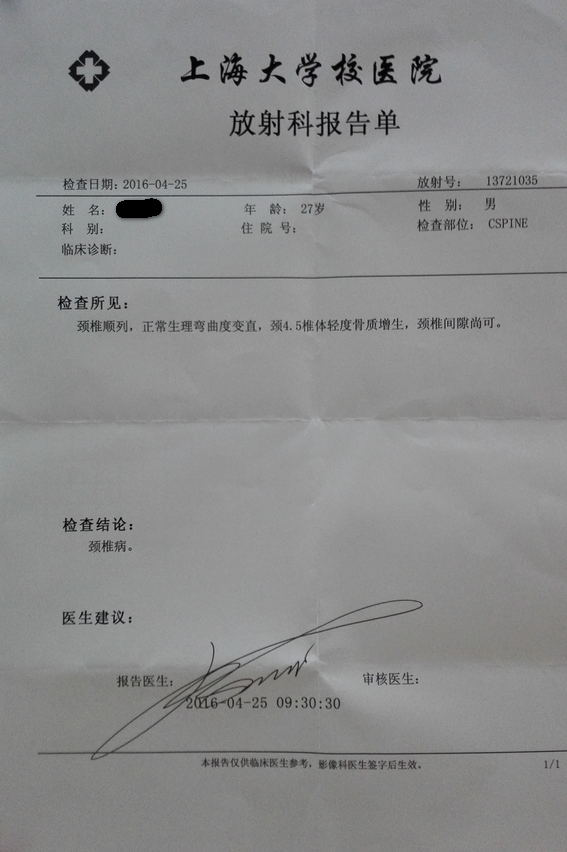 上海大学校医院
放射科报告单
检查日期：2016-04-25 放射号： 13721035
姓 名： 年 龄： 27岁 性 别： 男
科 别： 住 院 号： 检查部位： CSPINE
临床诊断：
检查所见：
颈椎顺列，正常生理弯曲度变直，颈4.5椎体轻度骨质增生，颈椎间隙尚可。
检查结论：
颈椎病。
医生建议：
报告医生： 审核医生：
2016-04-25 09:30:30
本报告仅供临床医生参考，影像科医生签字后生效。 1/1